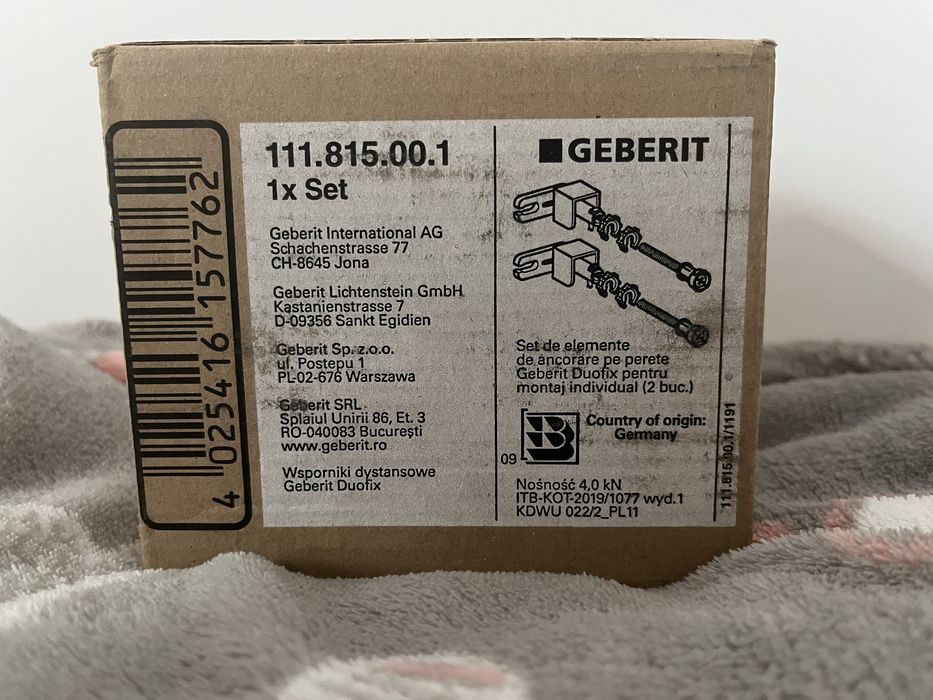 4 025416 157762
111.815.00.1
1x Set
Geberit International AG
Schachenstrasse 77
CH-8645 Jona
Geberit Lichtenstein GmbH
Kastanienstrasse 7
D-09356 Sankt Egidien
Geberit Sp. z.o.o.
ul. Postepu 1
PL-02-676 Warszawa
Geberit SRL
Splaiul Unirii 86, Et. 3
RO-040083 București
www.geberit.ro
Wsporniki dystansowe
Geberit Duofix
GEBERIT
Set de elemente
de ancorare pe perete
Geberit Duofix pentru
montaj individual (2 buc.)
09
B
Country of origin:
Germany
Nośność 4,0 kN
ITB-KOT-2019/1077 wyd.1
KDWU 022/2_PL11
111.815.00.1/1191